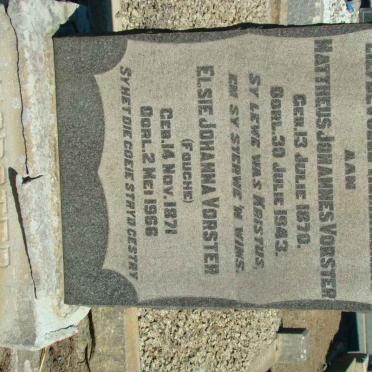 AAN
MATTHEUS JOHANNES VORSTER
GEB. 13 JULIE 1870.
OORL. 30 JULIE 1943.
SY LEWE WAS KRISTUS,
EN SY STERWE 'N WINS.
ELSIE JOHANNA VORSTER
(FOUCHE)
GEB. 14 NOV. 1871
OORL. 2 MEI 1966
SY HET DIE GOEIE STRYD GESTRY